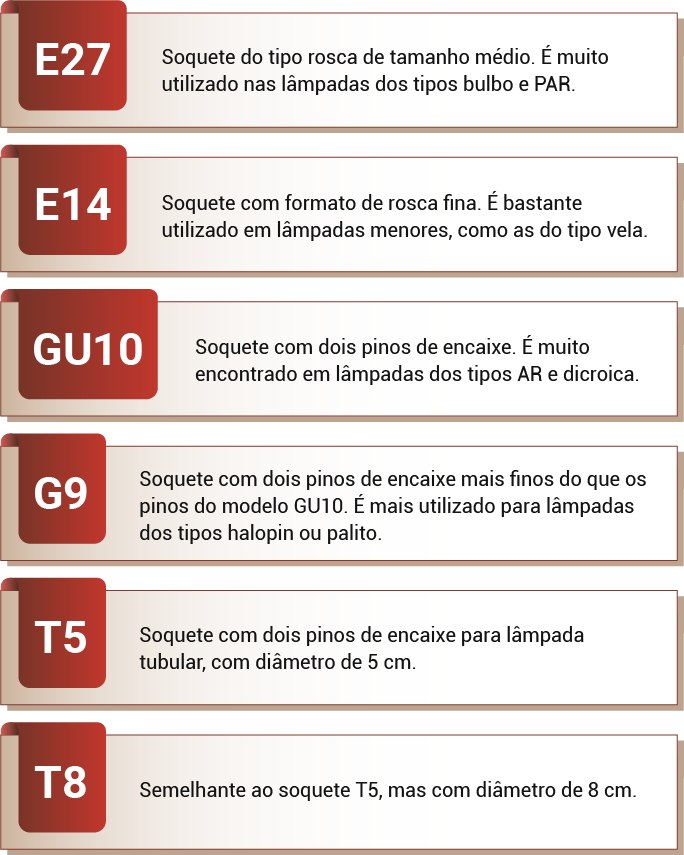 E27
Soquete do tipo rosca de tamanho médio. É muito
utilizado nas lâmpadas dos tipos bulbo e PAR.
E14
Soquete com formato de rosca fina. É bastante
utilizado em lâmpadas menores, como as do tipo vela.
GU10
Soquete com dois pinos de encaixe. É muito
encontrado em lâmpadas dos tipos AR e dicroica.
G9
Soquete com dois pinos de encaixe mais finos do que os
pinos do modelo GU10. É mais utilizado para lâmpadas
dos tipos halopin ou palito.
T5
Soquete com dois pinos de encaixe para lâmpada
tubular, com diâmetro de 5 cm.
T8
Semelhante ao soquete T5, mas com diâmetro de 8 cm.